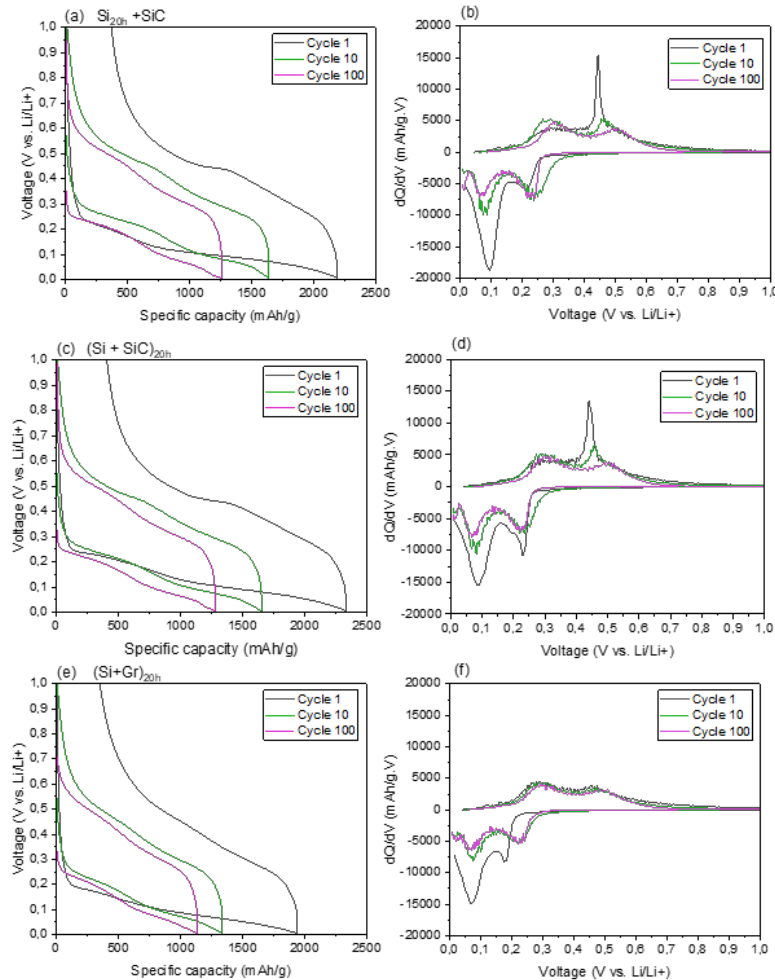 (a) Si20h +SiC
1,0
0,9
0,8
0,7
0,6
0,5
0,4
0,3
0,2
0,1
0,0
Voltage (V vs. Li/Li+)
Cycle 1
Cycle 10
Cycle 100
0 500 1000 1500 2000 2500
Specific capacity (mAh/g)
(b)
20000
15000
10000
5000
0
-5000
-10000
-15000
-20000
dQ/dV (m Ah/g.V)
Cycle 1
Cycle 10
Cycle 100
0,0 0,1 0,2 0,3 0,4 0,5 0,6 0,7 0,8 0,9 1,0
Voltage (V vs. Li/Li+)
(c) (Si + SiC)20h
1,0
0,9
0,8
0,7
0,6
0,5
0,4
0,3
0,2
0,1
0,0
Voltage (V vs. Li/Li+)
Cycle 1
Cycle 10
Cycle 100
0 500 1000 1500 2000 2500
Specific capacity (mAh/g)
(d)
20000
15000
10000
5000
0
-5000
-10000
-15000
-20000
dQ/dV (mAh/g.V)
Cycle 1
Cycle 10
Cycle 100
0,0 0,1 0,2 0,3 0,4 0,5 0,6 0,7 0,8 0,9 1,0
Voltage (V vs. Li/Li+)
(e) (Si+Gr)20h
1,0
0,9
0,8
0,7
0,6
0,5
0,4
0,3
0,2
0,1
0,0
Voltage (V vs. Li/Li+)
Cycle 1
Cycle 10
Cycle 100
0 500 1000 1500 2000 2500
Specific capacity (mAh/g)
(f)
20000
15000
10000
5000
0
-5000
-10000
-15000
-20000
dQ/dV (mAh/g.V)
Cycle 1
Cycle 10
Cycle 100
0,0 0,1 0,2 0,3 0,4 0,5 0,6 0,7 0,8 0,9 1,0
Voltage (V vs. Li/Li+)